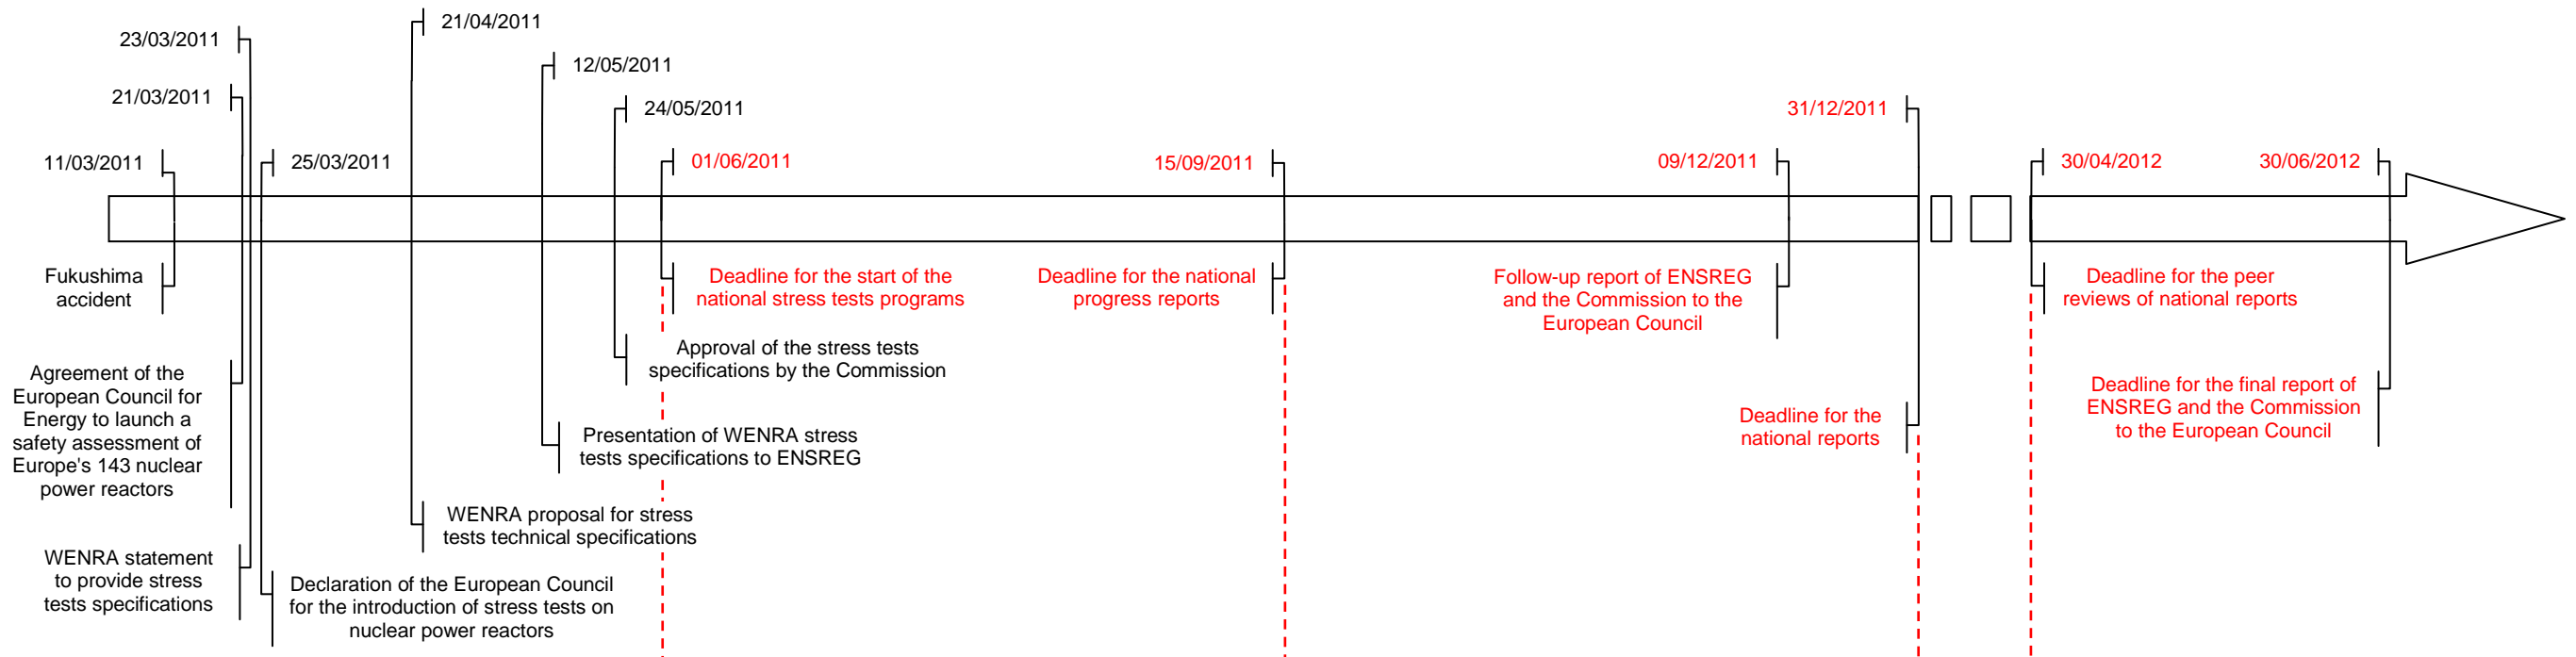 21/04/2011
23/03/2011
12/05/2011
21/03/2011
24/05/2011
31/12/2011
11/03/2011
25/03/2011
01/06/2011
15/09/2011
09/12/2011
30/04/2012
30/06/2012
Fukushima
accident
Deadline for the start of the
national stress tests programs
Deadline for the national
progress reports
Follow-up report of ENSREG
and the Commission to the
European Council
Deadline for the peer
reviews of national reports
Approval of the stress tests
specifications by the Commission
Agreement of the
European Council for
Energy to launch a
safety assessment of
Europe's 143 nuclear
power reactors
Deadline for the final report of
ENSREG and the Commission
to the European Council
Deadline for the
national reports
Presentation of WENRA stress
tests specifications to ENSREG
WENRA proposal for stress
tests technical specifications
WENRA statement
to provide stress
tests specifications
Declaration of the European Council
for the introduction of stress tests on
nuclear power reactors